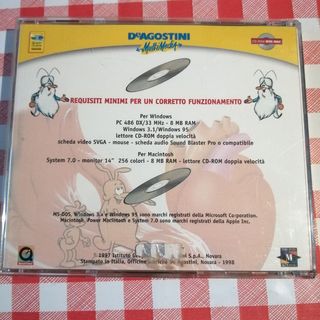 DeAGOSTINI
MultiMedia
REQUISITI MINIMI PER UN CORRETTO FUNZIONAMENTO
Per Windows
PC 486 DX/33 MHz - 8 MB RAM -
Windows 3.1/Windows 95
lettore CD-ROM doppia velocità
scheda video SVGA - mouse - scheda audio Sound Blaster Pro o compatibile
Per Macintosh
System 7.0 - monitor 14" 256 colori - 8 MB RAM - lettore CD-ROM doppia velocità
MS-DOS, Windows 3.x e Windows 95 sono marchi registrati della Microsoft Corporation.
Macintosh, Power Macintosh e System 7.0 sono marchi registrati della Apple Inc.
© 1997 Istituto S.p.A., Novara
Stampato in Italia, Officine De Agostini, Novara - 1998